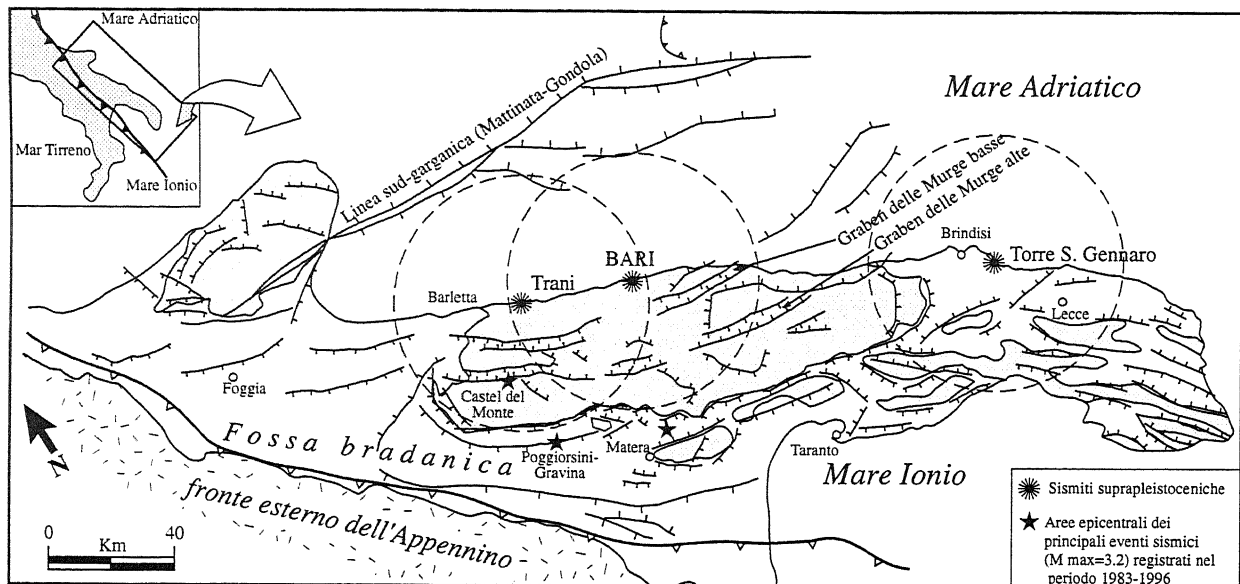 Mare Adriatico
Mar Tirreno
Mare Ionio
Linea sud-garganica (Mattinata-Gondola)
Mare Adriatico
Graben delle Murge basse
Graben delle Murge alte
Brindisi
Torre S. Gennaro
BARI
Trani
Barletta
Lecce
Foggia
Castel del
Monte
Poggiorsini-
Gravina
Matera
Taranto
Fossa bradanica
Mare Ionio
fronte esterno dell'Appennino
N
0 40
Km
Sismiti suprapleistoceniche
Aree epicentrali dei
principali eventi sismici
(M max=3.2) registrati nel
periodo 1983-1996